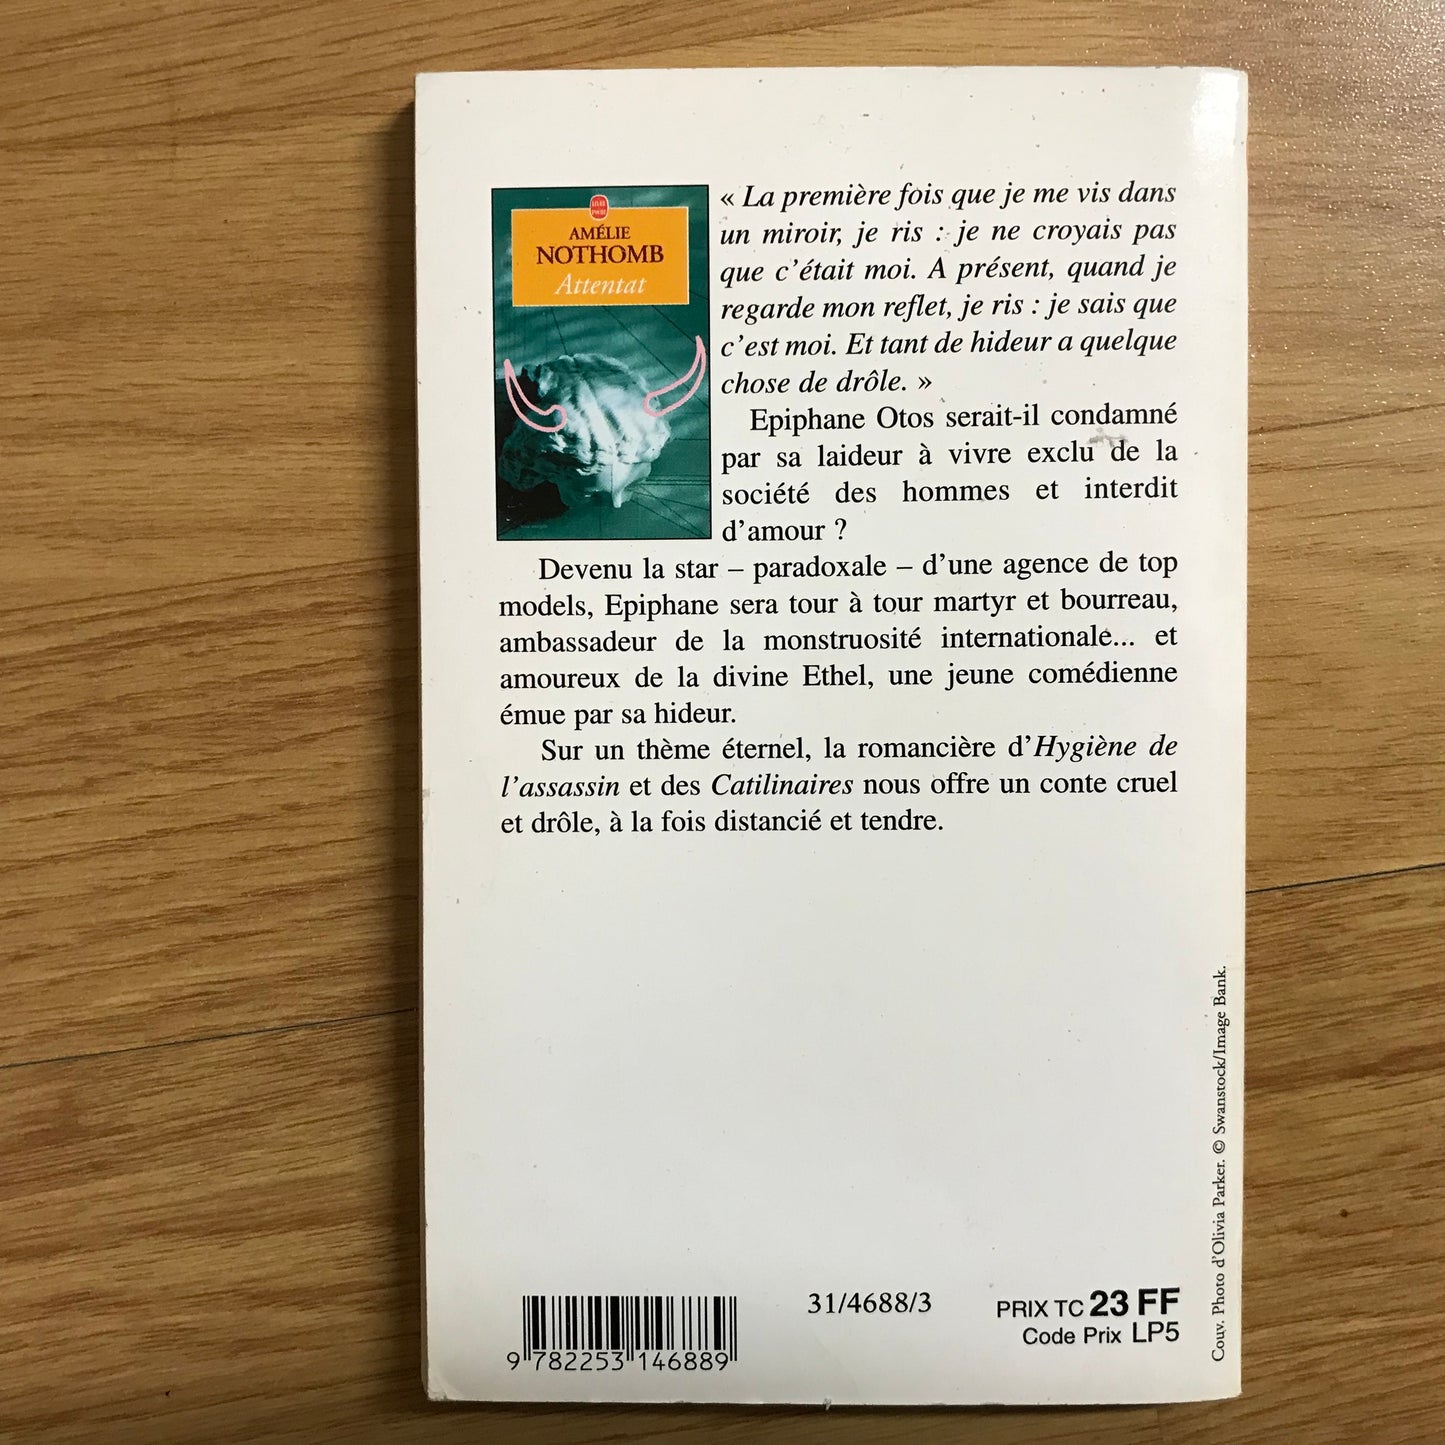 LIVRE
POCHE
AMÉLIE
NOTHOMB
Attentat
« La première fois que je me vis dans
un miroir, je ris : je ne croyais pas
que c'était moi. A présent, quand je
regarde mon reflet, je ris : je sais que
c'est moi. Et tant de hideur a quelque
chose de drôle. »
Epiphane Otos serait-il condamné
par sa laideur à vivre exclu de la
société des hommes et interdit
d'amour ?
Devenu la star – paradoxale – d'une agence de top
models, Epiphane sera tour à tour martyr et bourreau,
ambassadeur de la monstruosité internationale... et
amoureux de la divine Ethel, une jeune comédienne
émue par sa hideur.
Sur un thème éternel, la romancière d'Hygiène de
l'assassin et des Catilinaires nous offre un conte cruel
et drôle, à la fois distancié et tendre.
Couv. Photo d'Olivia Parker. © Swanstock/Image Bank.
31/4688/3
PRIX TC 23 FF
Code Prix LP5
9 782253 146889